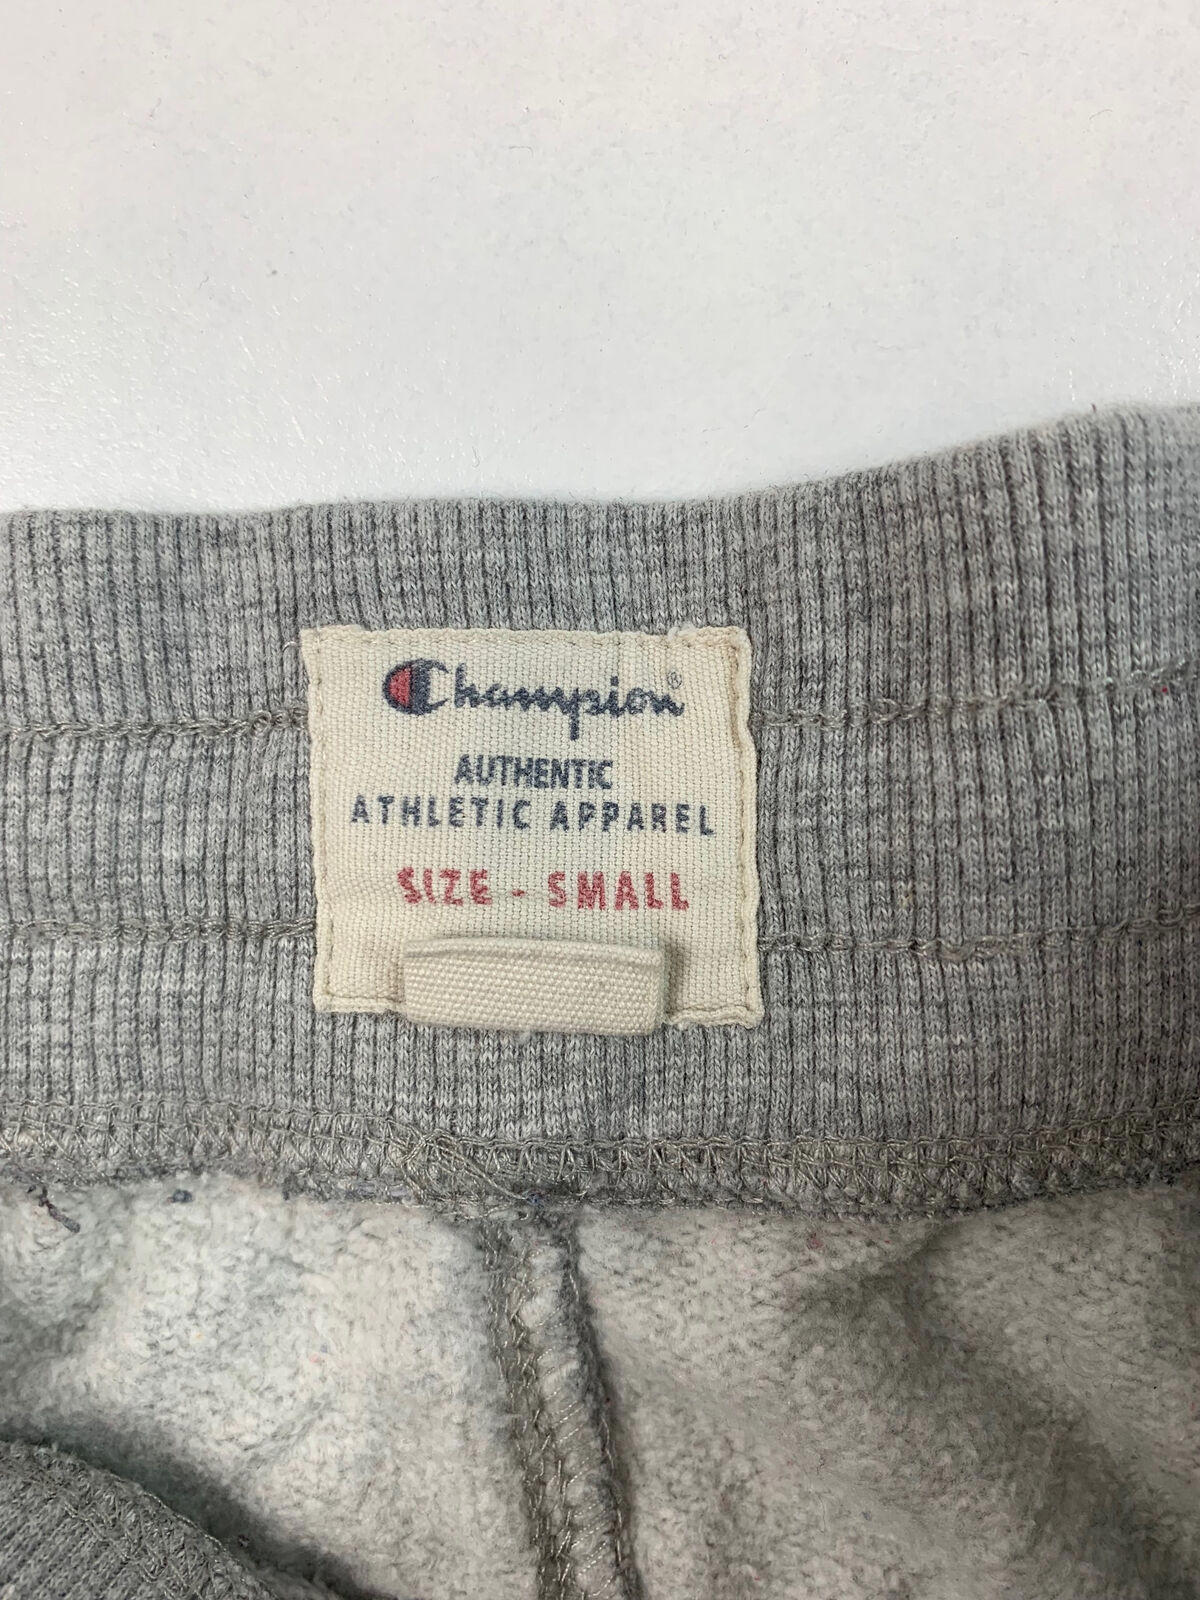 Champion®
AUTHENTIC
ATHLETIC APPAREL
SIZE - SMALL